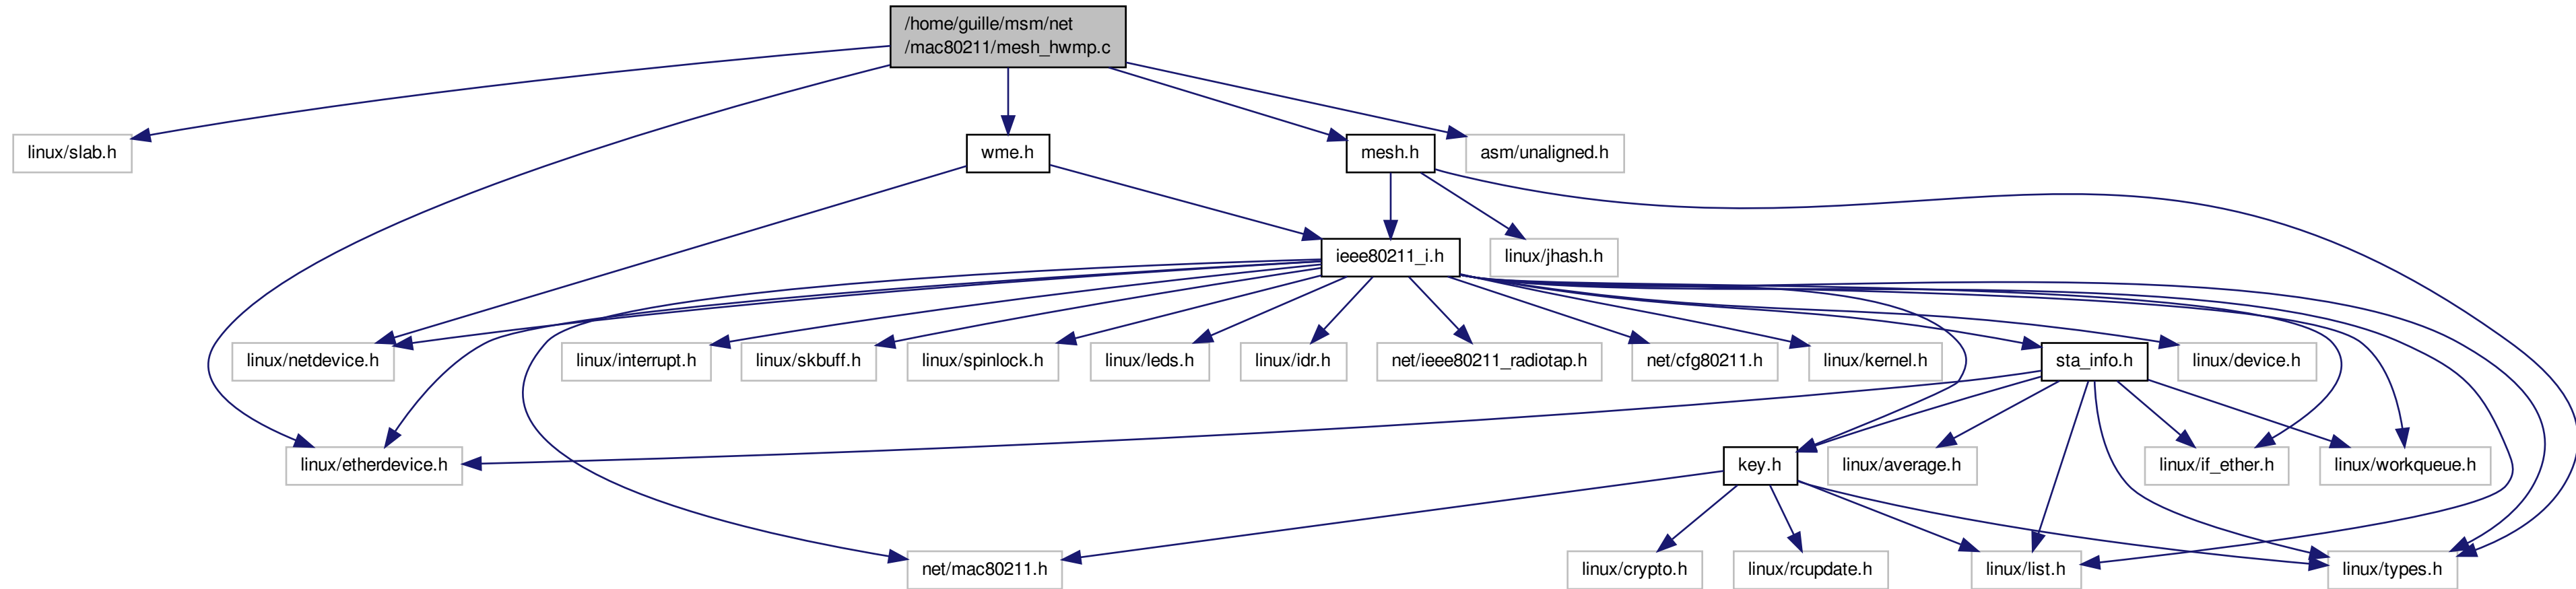 /home/guille/msm/net
/mac80211/mesh_hwmp.c
linux/slab.h
wme.h
mesh.h
asm/unaligned.h
ieee80211_i.h
linux/jhash.h
linux/netdevice.h
linux/interrupt.h
linux/skbuff.h
linux/spinlock.h
linux/leds.h
linux/idr.h
net/ieee80211_radiotap.h
net/cfg80211.h
linux/kernel.h
sta_info.h
linux/device.h
linux/etherdevice.h
key.h
linux/average.h
linux/if_ether.h
linux/workqueue.h
net/mac80211.h
linux/crypto.h
linux/rcupdate.h
linux/list.h
linux/types.h